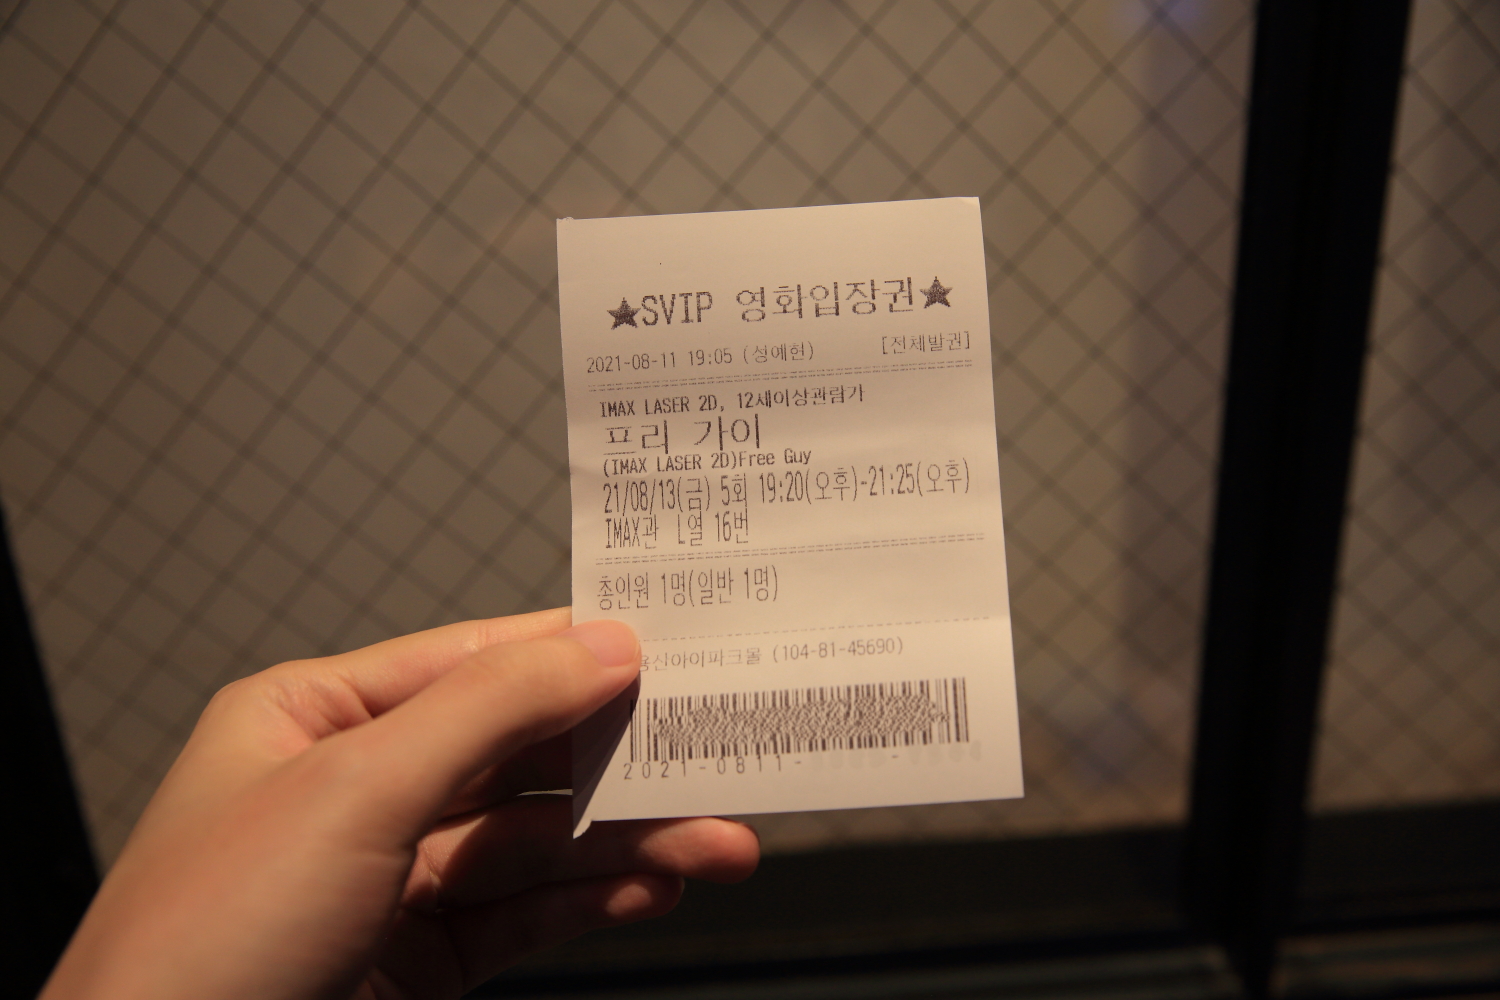 ★SVIP 영화입장권★
2021-08-11 19:05 (성예헌) [전체발권]
IMAX LASER 2D, 12세이상관람가
프리 가이
(IMAX LASER 2D)Free Guy
21/08/13(금) 5회 19:20(오후)-21:25(오후)
IMAX관 L열 16번
총인원 1명(일반 1명)
용산아이파크몰 (104-81-45690)
2021-0811-